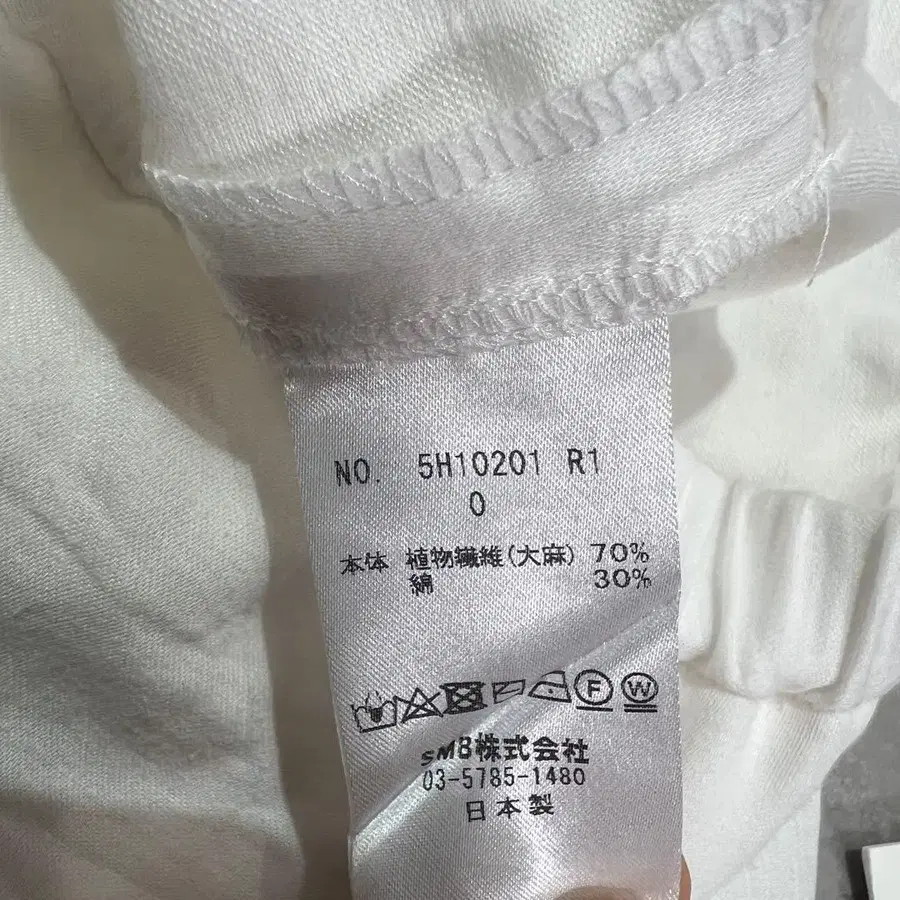 NO. 5H10201 R1
0
本体 植物繊維(大麻) 70%
綿 30%
F W
SMB株式会社
03-5785-1480
日本製